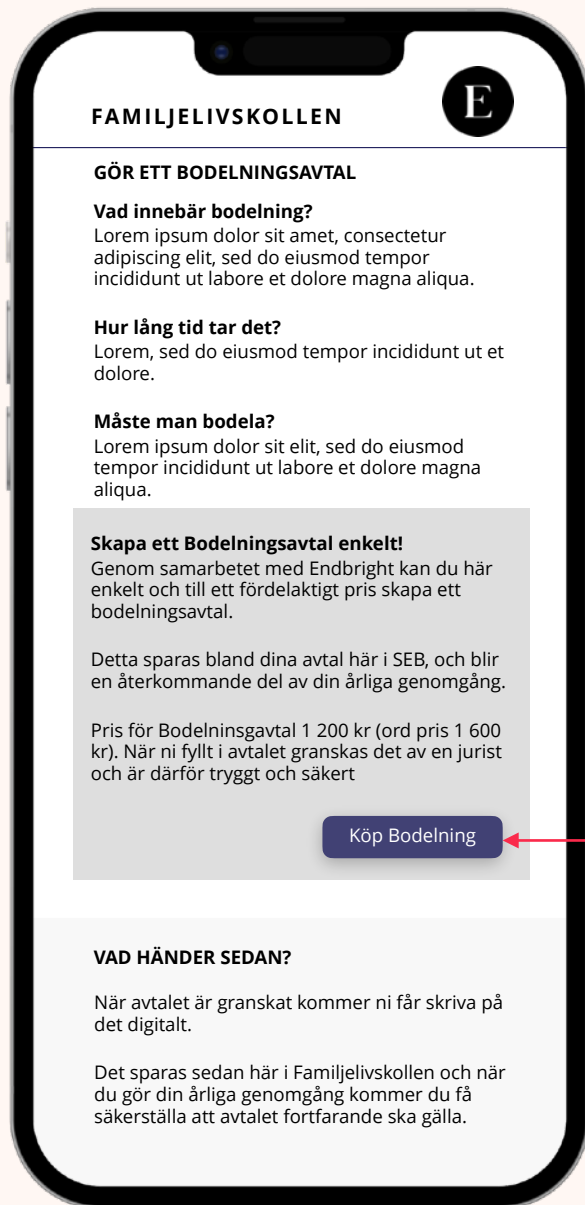 FAMILJELIVSKOLLEN
E
GÖR ETT BODELNINGSAVTAL
Vad innebär bodelning?
Lorem ipsum dolor sit amet, consectetur
adipiscing elit, sed do eiusmod tempor
incididunt ut labore et dolore magna aliqua.
Hur lång tid tar det?
Lorem, sed do eiusmod tempor incididunt ut et
dolore.
Måste man bodela?
Lorem ipsum dolor sit elit, sed do eiusmod
tempor incididunt ut labore et dolore magna
aliqua.
Skapa ett Bodelningsavtal enkelt!
Genom samarbetet med Endbright kan du här
enkelt och till ett fördelaktigt pris skapa ett
bodelningsavtal.
Detta sparas bland dina avtal här i SEB, och blir
en återkommande del av din årliga genomgång.
Pris för Bodelninsgavtal 1 200 kr (ord pris 1 600
kr). När ni fyllt i avtalet granskas det av en jurist
och är därför tryggt och säkert
Köp Bodelning
VAD HÄNDER SEDAN?
När avtalet är granskat kommer ni får skriva på
det digitalt.
Det sparas sedan här i Familjelivskollen och när
du gör din årliga genomgång kommer du få
säkerställa att avtalet fortfarande ska gälla.